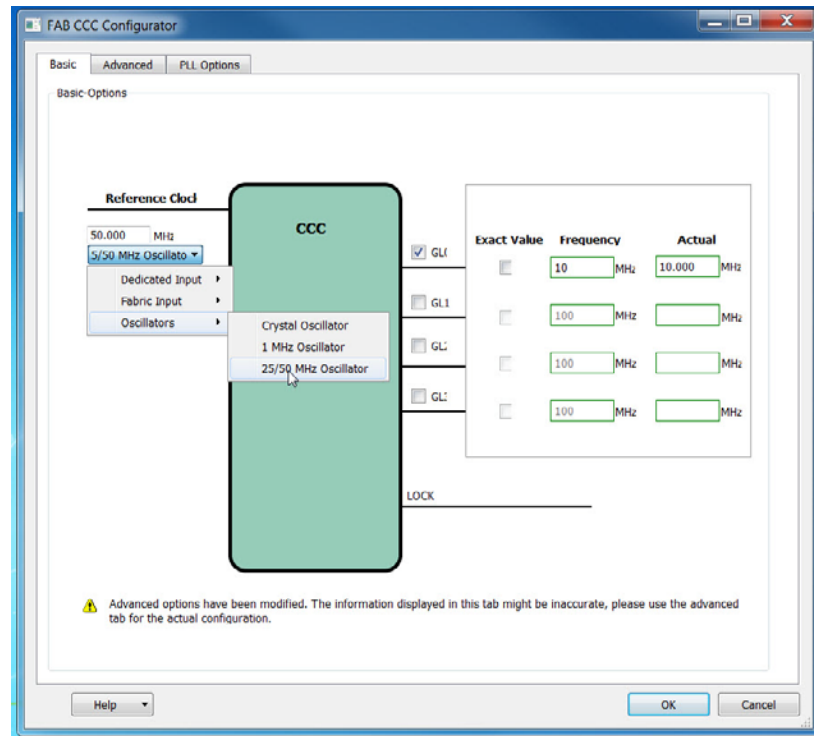 FAB CCC Configurator
Basic Advanced PLL Options
Basic Options
Reference Clocl
CCC
50.000 MHz
5/50 MHz Oscillato
Dedicated Input
Fabric Input
Oscillators
Crystal Oscillator
1 MHz Oscillator
25/50 MHz Oscillator
GL(
GL1
GL:
GL:
Exact Value Frequency Actual
10 MHz 10.000 MHz
100 MHz MHz
100 MHz MHz
100 MHz MHz
LOCK
Advanced options have been modified. The information displayed in this tab might be inaccurate, please use the advanced
tab for the actual configuration.
Help OK Cancel